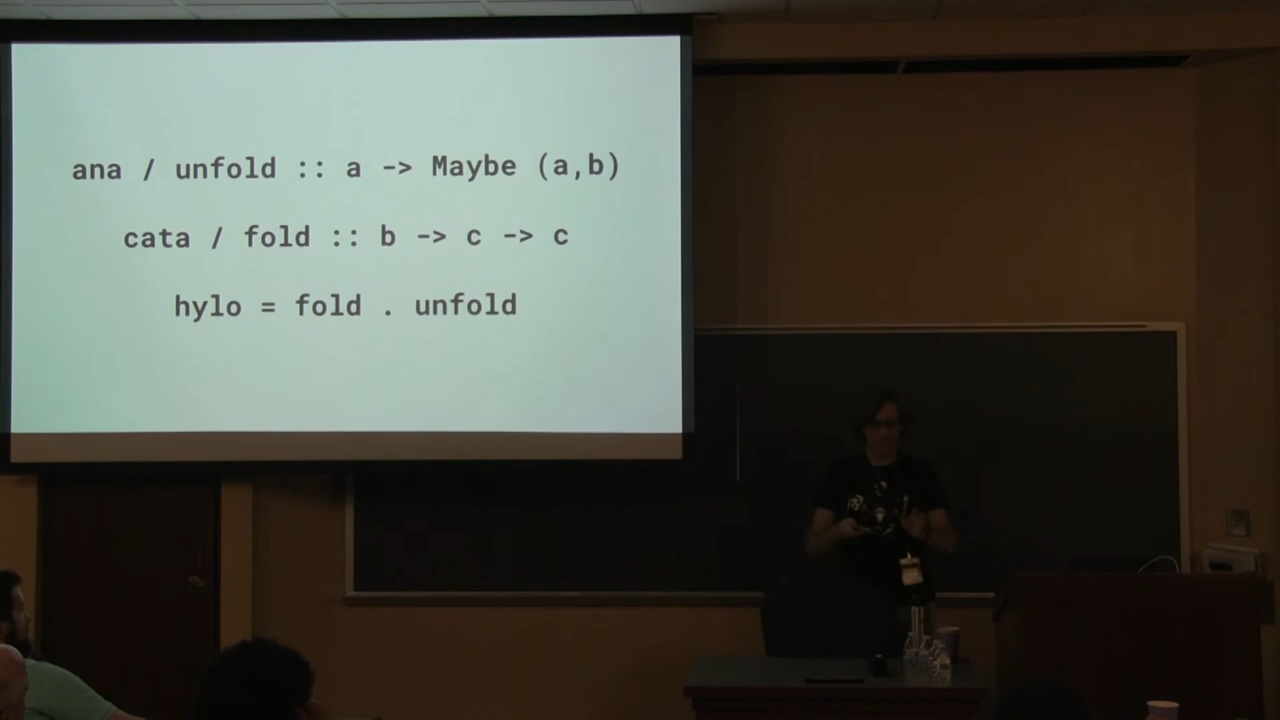 ana / unfold :: a -> Maybe (a,b)
cata / fold :: b -> c -> c
hylo = fold . unfold